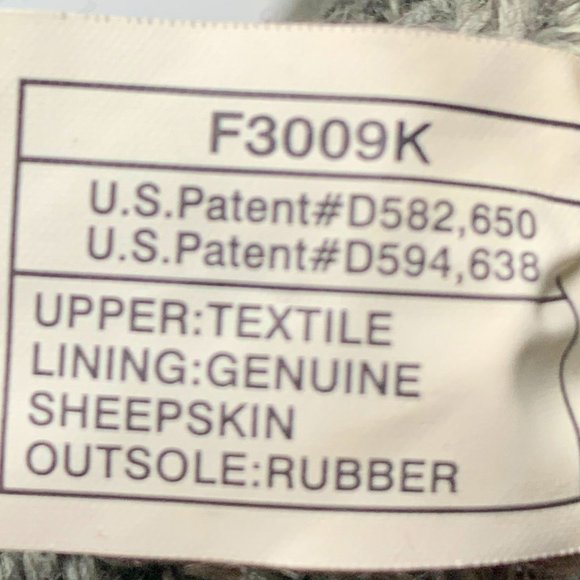 F3009K
U.S.Patent#D582,650
U.S.Patent#D594,638
UPPER:TEXTILE
LINING:GENUINE
SHEEPSKIN
OUTSOLE:RUBBER